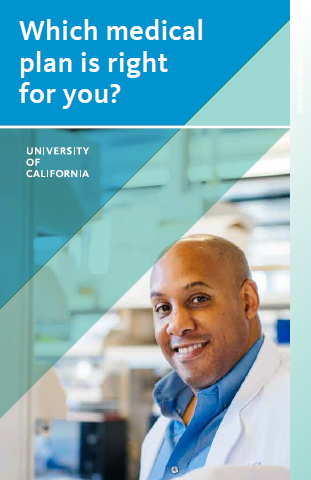 Which medical
plan is right
for you?
UNIVERSITY
OF
CALIFORNIA